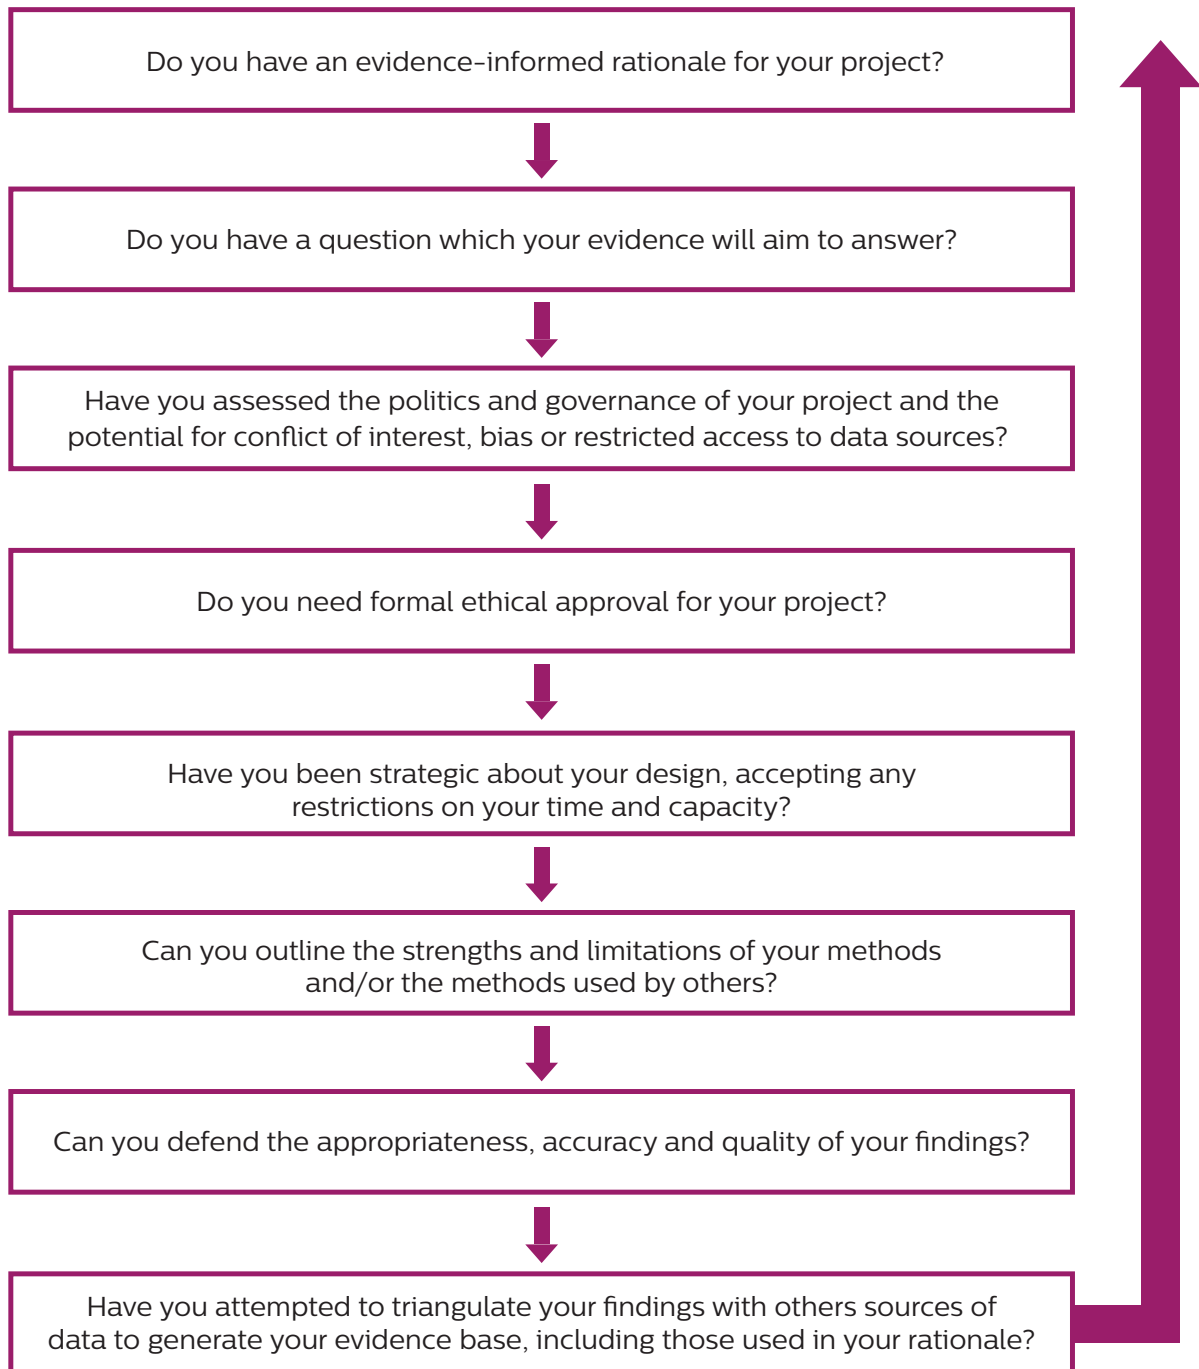 Do you have an evidence-informed rationale for your project?
Do you have a question which your evidence will aim to answer?
Have you assessed the politics and governance of your project and the
potential for conflict of interest, bias or restricted access to data sources?
Do you need formal ethical approval for your project?
Have you been strategic about your design, accepting any
restrictions on your time and capacity?
Can you outline the strengths and limitations of your methods
and/or the methods used by others?
Can you defend the appropriateness, accuracy and quality of your findings?
Have you attempted to triangulate your findings with others sources of
data to generate your evidence base, including those used in your rationale?